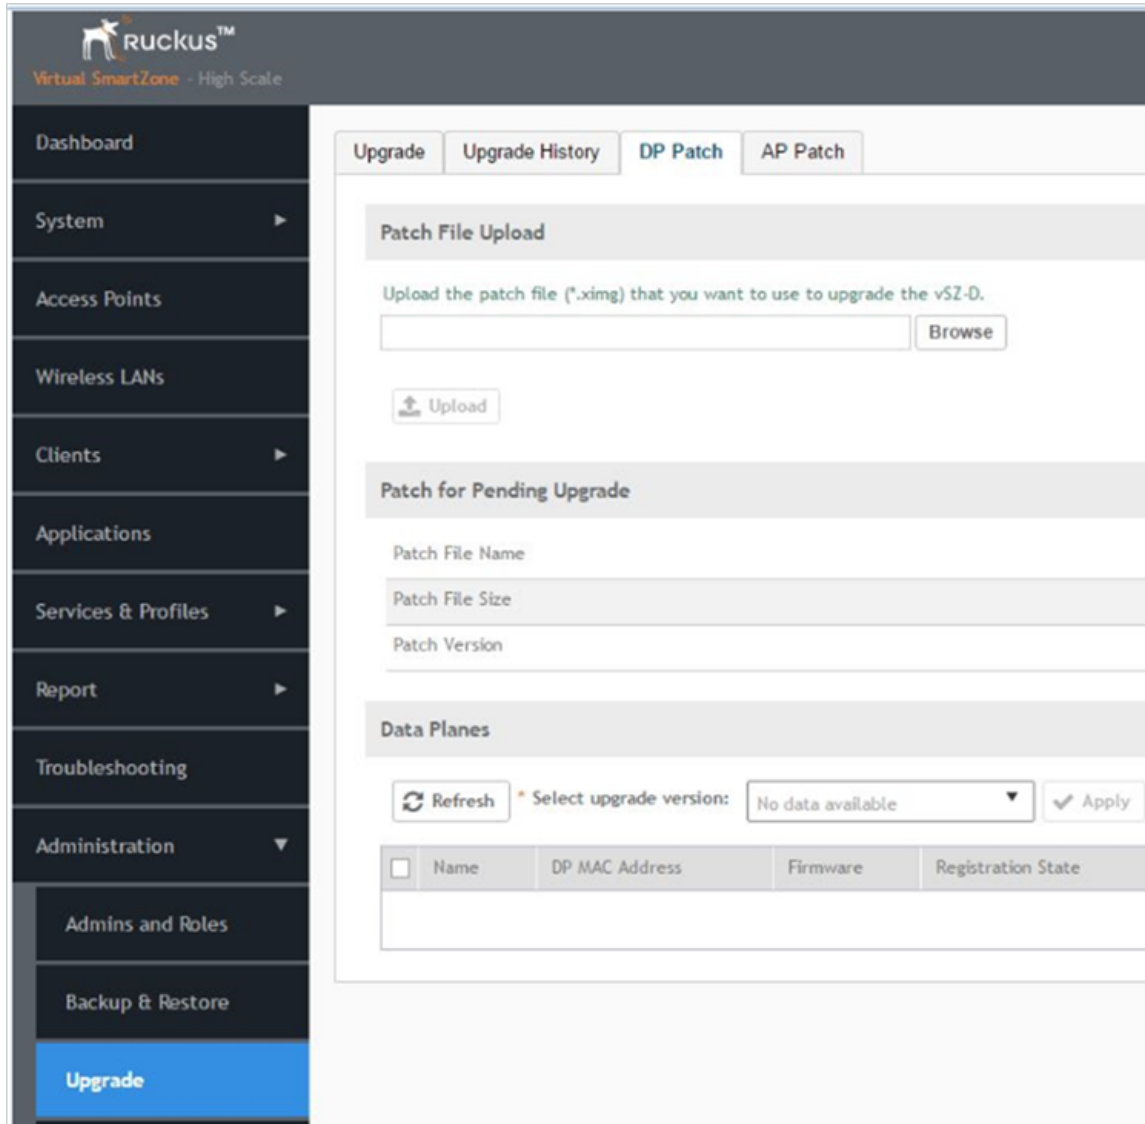 RUCKUS™
Virtual SmartZone - High Scale
Dashboard
System
Access Points
Wireless LANs
Clients
Applications
Services & Profiles
Report
Troubleshooting
Administration
Admins and Roles
Backup & Restore
Upgrade
Upgrade Upgrade History DP Patch AP Patch
Patch File Upload
Upload the patch file (*.ximg) that you want to use to upgrade the vSZ-D.
Browse
Upload
Patch for Pending Upgrade
Patch File Name
Patch File Size
Patch Version
Data Planes
Refresh * Select upgrade version: No data available Apply
Name DP MAC Address Firmware Registration State